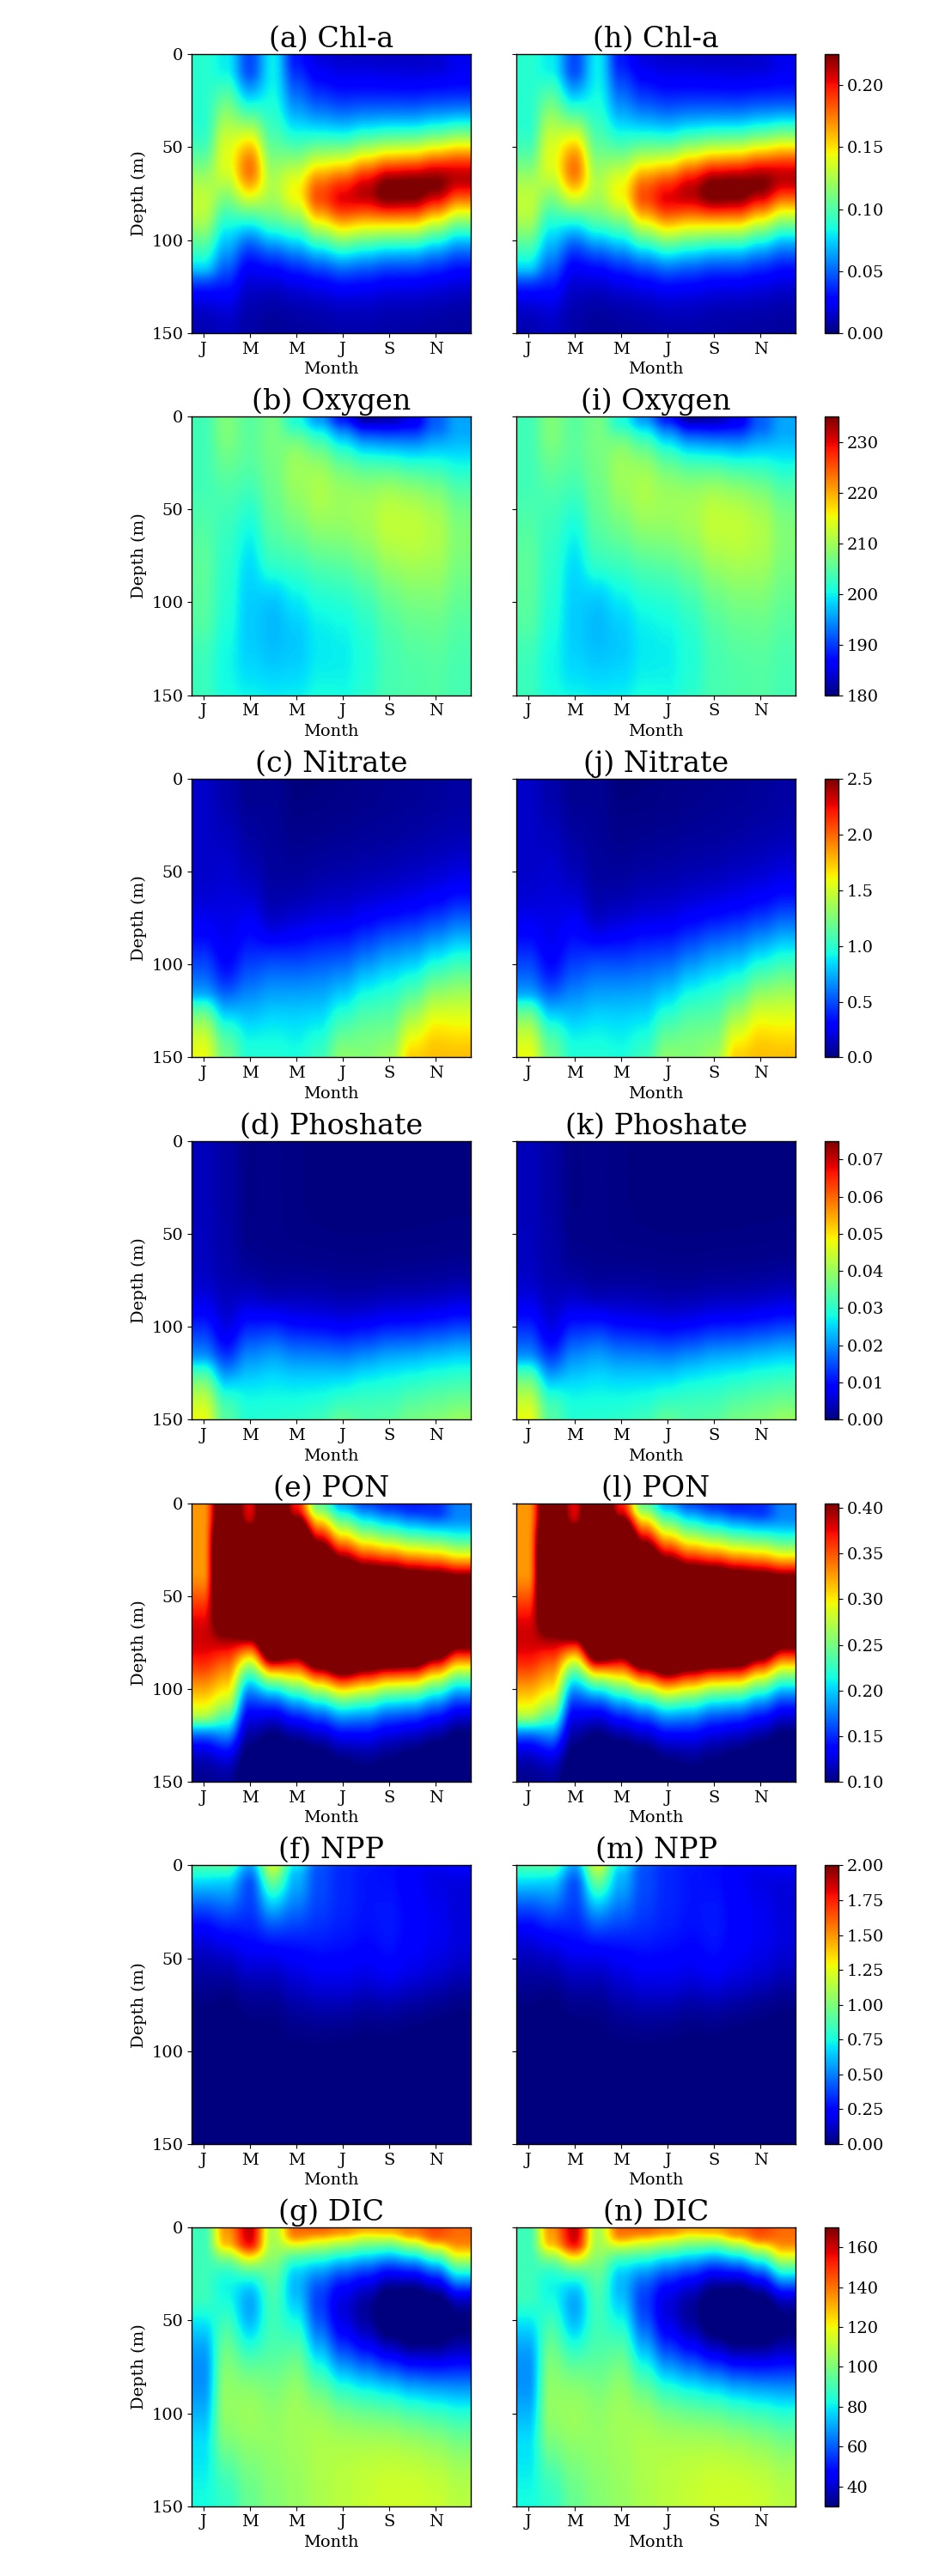 (a) Chl-a (h) Chl-a
0
50
100
150
Depth (m)
J M M J S N
Month
J M M J S N
Month
0.20
0.15
0.10
0.05
0.00
(b) Oxygen (i) Oxygen
0
50
100
150
Depth (m)
J M M J S N
Month
J M M J S N
Month
230
220
210
200
190
180
(c) Nitrate (j) Nitrate
0
50
100
150
Depth (m)
J M M J S N
Month
J M M J S N
Month
2.5
2.0
1.5
1.0
0.5
0.0
(d) Phoshate (k) Phoshate
0
50
100
150
Depth (m)
J M M J S N
Month
J M M J S N
Month
0.07
0.06
0.05
0.04
0.03
0.02
0.01
0.00
(e) PON (l) PON
0
50
100
150
Depth (m)
J M M J S N
Month
J M M J S N
Month
0.40
0.35
0.30
0.25
0.20
0.15
0.10
(f) NPP (m) NPP
0
50
100
150
Depth (m)
J M M J S N
Month
J M M J S N
Month
2.00
1.75
1.50
1.25
1.00
0.75
0.50
0.25
0.00
(g) DIC (n) DIC
0
50
100
150
Depth (m)
J M M J S N
Month
J M M J S N
Month
160
140
120
100
80
60
40